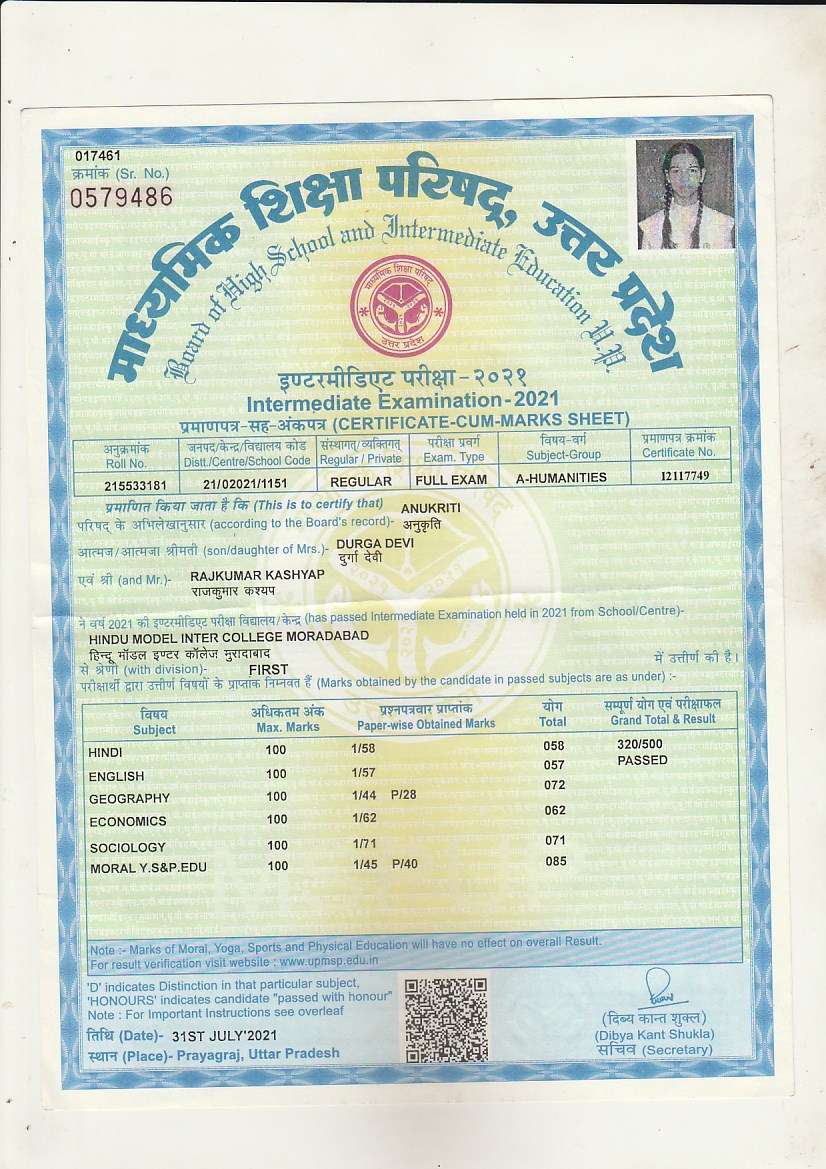 017461
क्रमांक (Sr. No.)
0579486
माध्यमिक शिक्षा परिषद्, उत्तर प्रदेश
Board of High School and Intermediate Education U.P.
माध्यमिक शिक्षा परिषद्
उत्तर प्रदेश
इण्टरमीडिएट परीक्षा-२०२१
Intermediate Examination-2021
प्रमाणपत्र-सह-अंकपत्र (CERTIFICATE-CUM-MARKS SHEET)
अनुक्रमांक जनपद/केन्द्र/विद्यालय कोड संस्थागत/व्यक्तिगत् परीक्षा प्रवर्ग विषय-वर्ग प्रमाणपत्र क्रमांक
Roll No. Distt./Centre/School Code Regular / Private Exam. Type Subject-Group Certificate No.
215533181 21/02021/1151 REGULAR FULL EXAM A-HUMANITIES 12117749
प्रमाणित किया जाता है कि (This is to certify that) ANUKRITI
परिषद् के अभिलेखानुसार (according to the Board's record)- अनुकृति
आत्मज/आत्मजा श्रीमती (son/daughter of Mrs.)- DURGA DEVI
दुर्गा देवी
एवं श्री (and Mr.)- RAJKUMAR KASHYAP
राजकुमार कश्यप
ने वर्ष 2021 की इण्टरमीडिएट परीक्षा विद्यालय/केन्द्र (has passed Intermediate Examination held in 2021 from School/Centre)-
HINDU MODEL INTER COLLEGE MORADABAD
हिन्दू मॉडल इण्टर कॉलेज मुरादाबाद में उत्तीर्ण की है।
से श्रेणी (with division)- FIRST
परीक्षार्थी द्वारा उत्तीर्ण विषयों के प्राप्तांक निम्नवत हैं (Marks obtained by the candidate in passed subjects are as under) :-
विषय अधिकतम अंक प्रश्नपत्रवार प्राप्तांक योग सम्पूर्ण योग एवं परीक्षाफल
Subject Max. Marks Paper-wise Obtained Marks Total Grand Total & Result
HINDI 100 1/58 058 320/500
ENGLISH 100 1/57 057 PASSED
GEOGRAPHY 100 1/44 P/28 072
ECONOMICS 100 1/62 062
SOCIOLOGY 100 1/71 071
MORAL Y.S&P.EDU 100 1/45 P/40 085
Note :- Marks of Moral, Yoga, Sports and Physical Education will have no effect on overall Result.
For result verification visit website : www.upmsp.edu.in
'D' indicates Distinction in that particular subject,
'HONOURS' indicates candidate "passed with honour"
Note : For Important Instructions see overleaf
तिथि (Date)- 31ST JULY'2021
स्थान (Place)- Prayagraj, Uttar Pradesh
(दिब्य कान्त शुक्ल)
(Dibya Kant Shukla)
सचिव (Secretary)